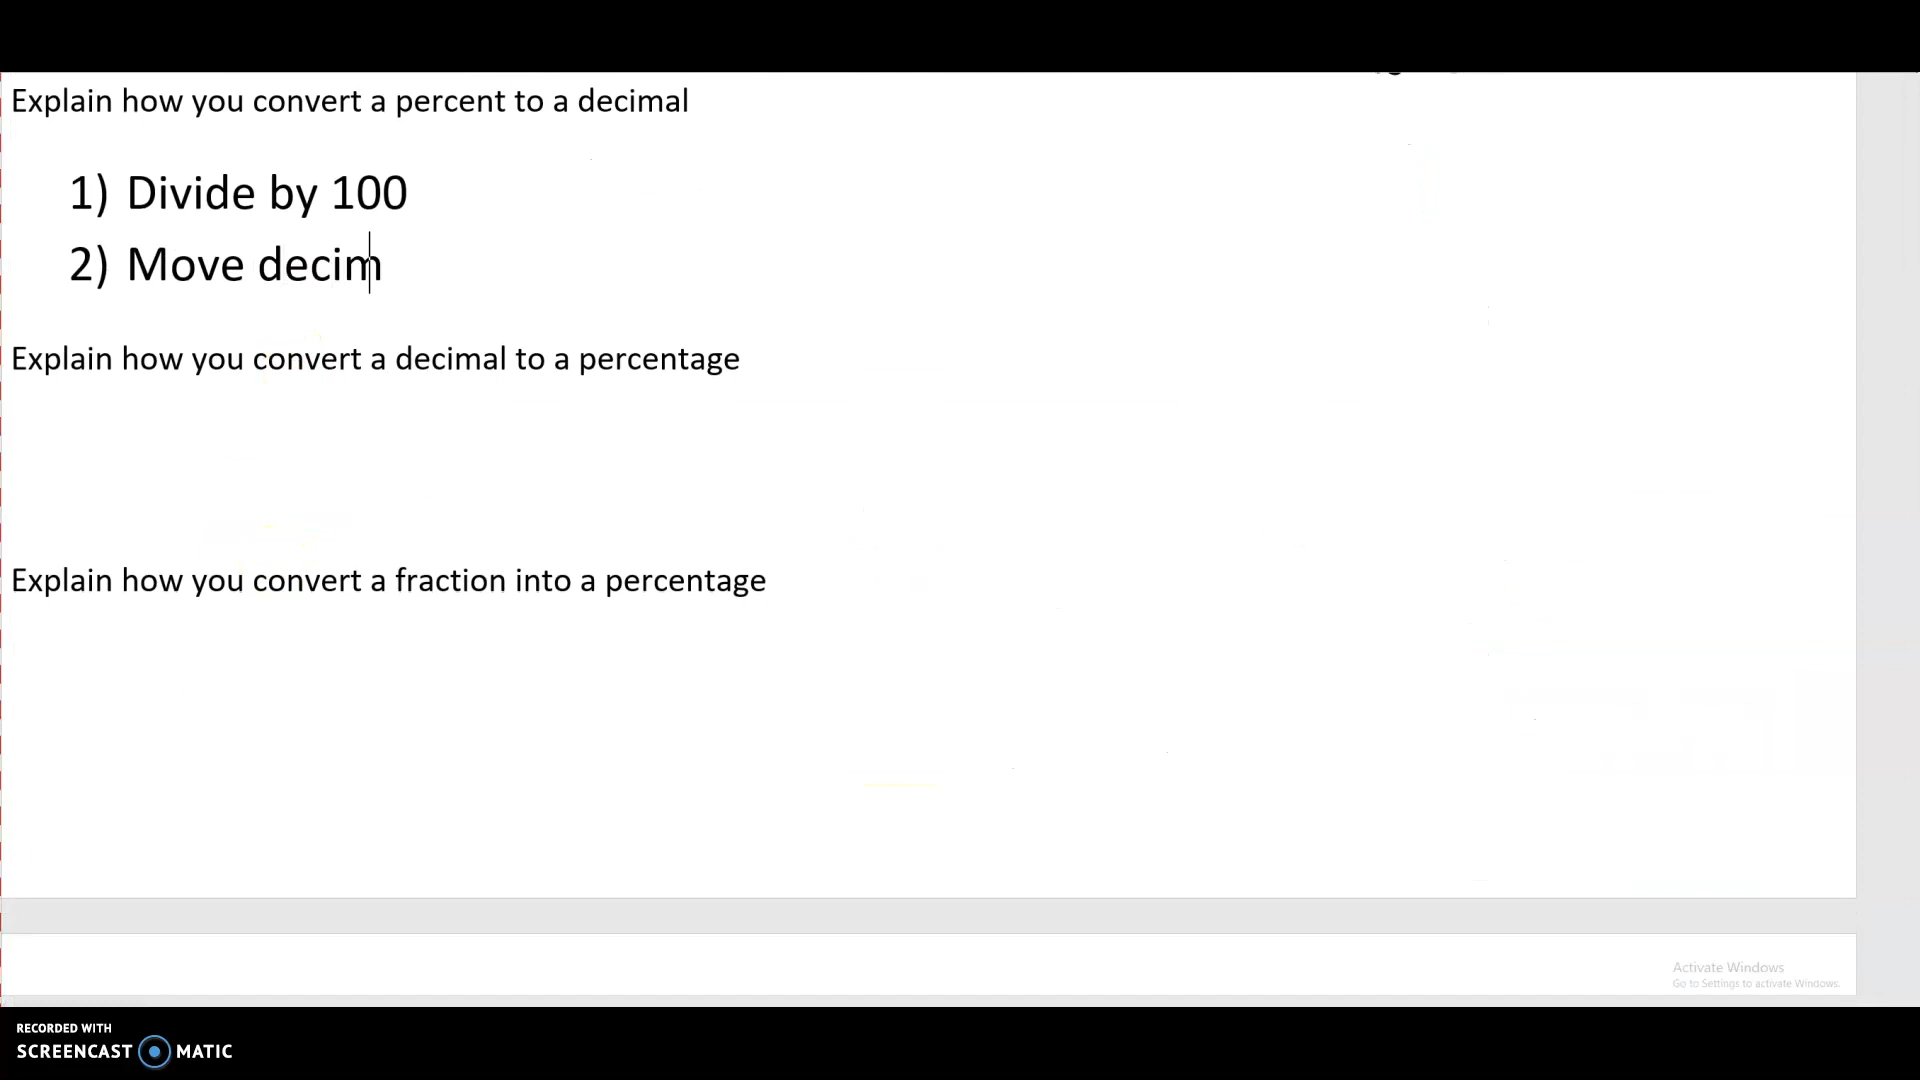 Explain how you convert a percent to a decimal
1) Divide by 100
2) Move decim
Explain how you convert a decimal to a percentage
Explain how you convert a fraction into a percentage
Activate Windows
Go to Settings to activate Windows.
RECORDED WITH
SCREENCAST MATIC